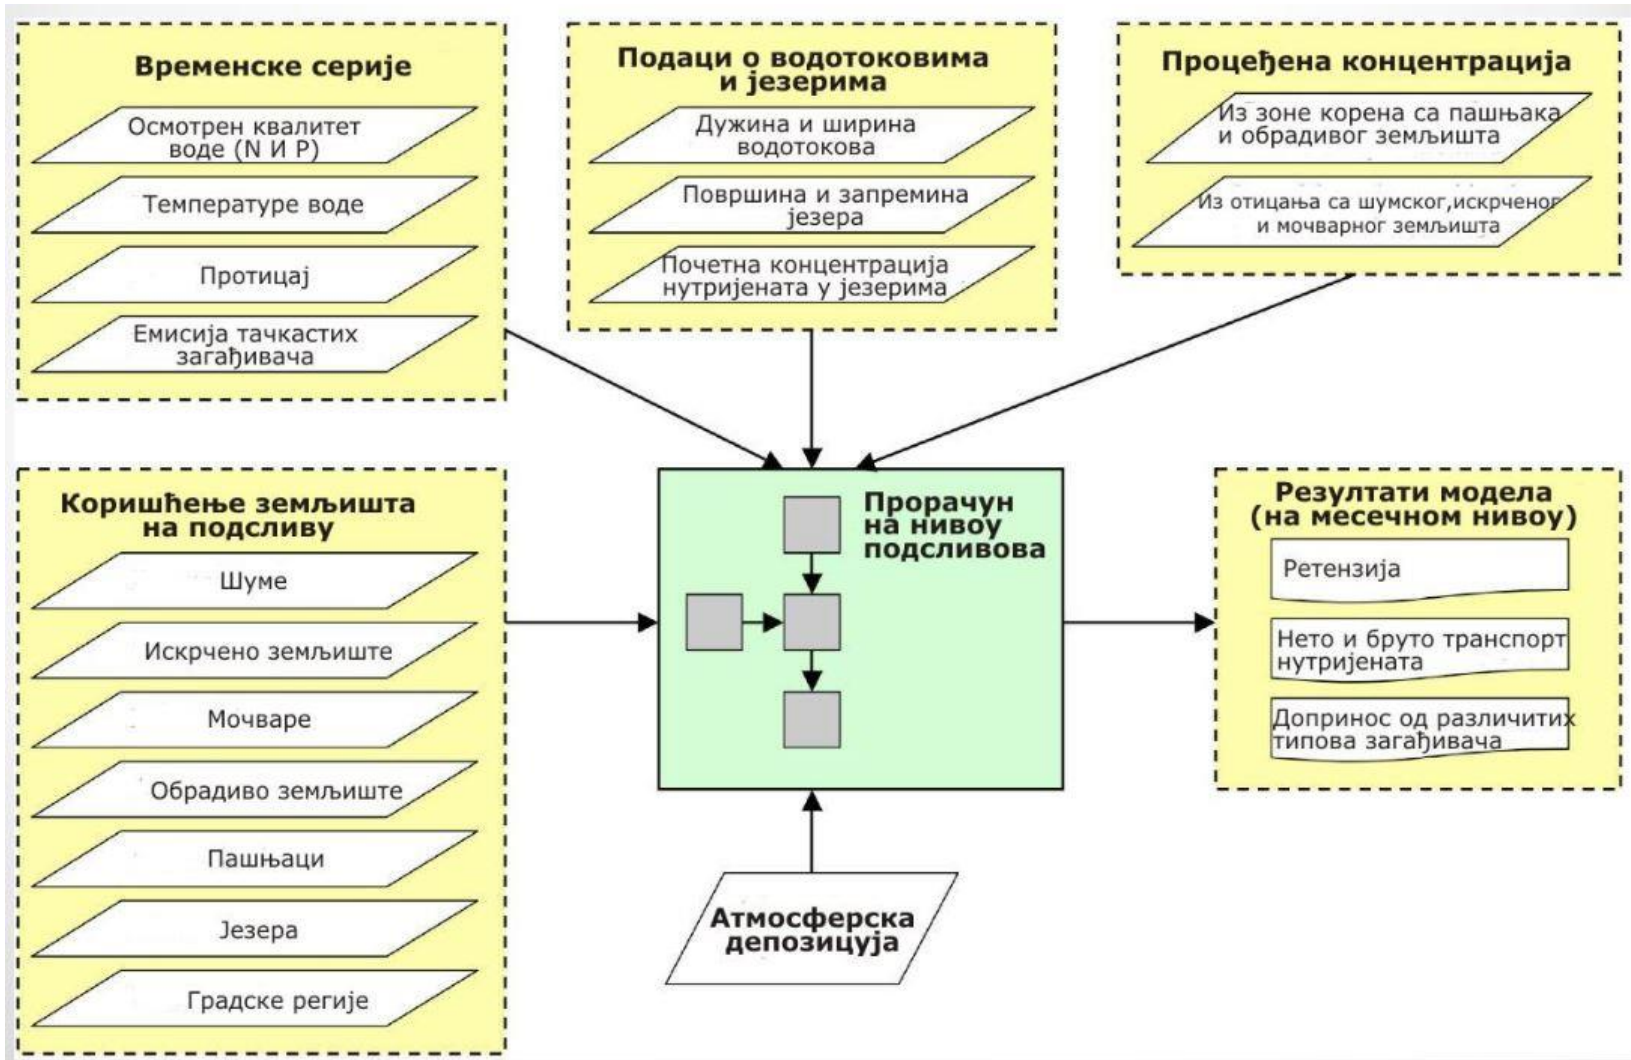 Временске серије
Осмотрен квалитет
воде (N И P)
Температуре воде
Протицај
Емисија тачкастих
загађивача
Подаци о водотоковима
и језерима
Дужина и ширина
водотокова
Површина и запремина
језера
Почетна концентрација
нутријената у језерима
Процеђена концентрација
Из зоне корена са пашњака
и обрадивог земљишта
Из отицања са шумског,искрченог
и мочварног земљишта
Коришћење земљишта
на подсливу
Шуме
Искрчено земљиште
Мочваре
Обрадиво земљиште
Пашњаци
Језера
Градске регије
Прорачун
на нивоу
подсливова
Атмосферска
депозицуја
Резултати модела
(на месечном нивоу)
Ретензија
Нето и бруто транспорт
нутријената
Допринос од различитих
типова загађивача